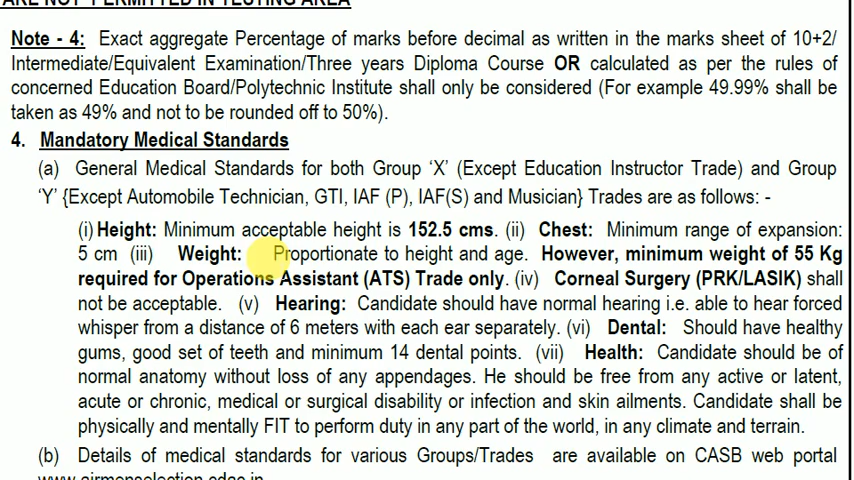 ARE NOT PERMITTED IN TESTING AREA
Note - 4: Exact aggregate Percentage of marks before decimal as written in the marks sheet of 10+2/
Intermediate/Equivalent Examination/Three years Diploma Course OR calculated as per the rules of
concerned Education Board/Polytechnic Institute shall only be considered (For example 49.99% shall be
taken as 49% and not to be rounded off to 50%).
4. Mandatory Medical Standards
(a) General Medical Standards for both Group ‘X’ (Except Education Instructor Trade) and Group
‘Y’ {Except Automobile Technician, GTI, IAF (P), IAF(S) and Musician} Trades are as follows: -
(i) Height: Minimum acceptable height is 152.5 cms. (ii) Chest: Minimum range of expansion:
5 cm (iii) Weight: Proportionate to height and age. However, minimum weight of 55 Kg
required for Operations Assistant (ATS) Trade only. (iv) Corneal Surgery (PRK/LASIK) shall
not be acceptable. (v) Hearing: Candidate should have normal hearing i.e. able to hear forced
whisper from a distance of 6 meters with each ear separately. (vi) Dental: Should have healthy
gums, good set of teeth and minimum 14 dental points. (vii) Health: Candidate should be of
normal anatomy without loss of any appendages. He should be free from any active or latent,
acute or chronic, medical or surgical disability or infection and skin ailments. Candidate shall be
physically and mentally FIT to perform duty in any part of the world, in any climate and terrain.
(b) Details of medical standards for various Groups/Trades are available on CASB web portal
www.airmenselection.cdac.in